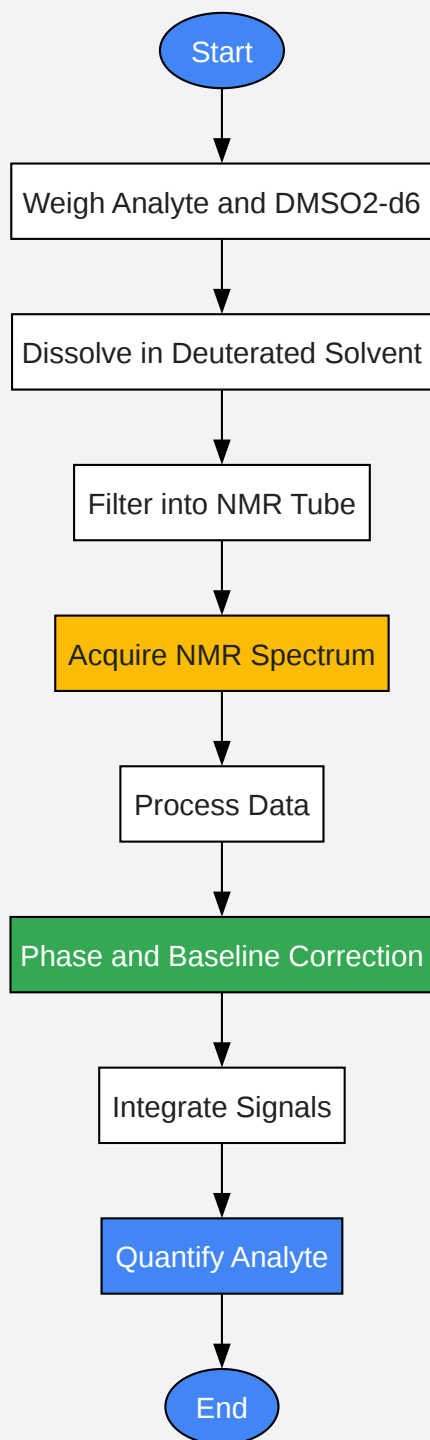 Start
Weigh Analyte and DMSO2-d6
Dissolve in Deuterated Solvent
Filter into NMR Tube
Acquire NMR Spectrum
Process Data
Phase and Baseline Correction
Integrate Signals
Quantify Analyte
End